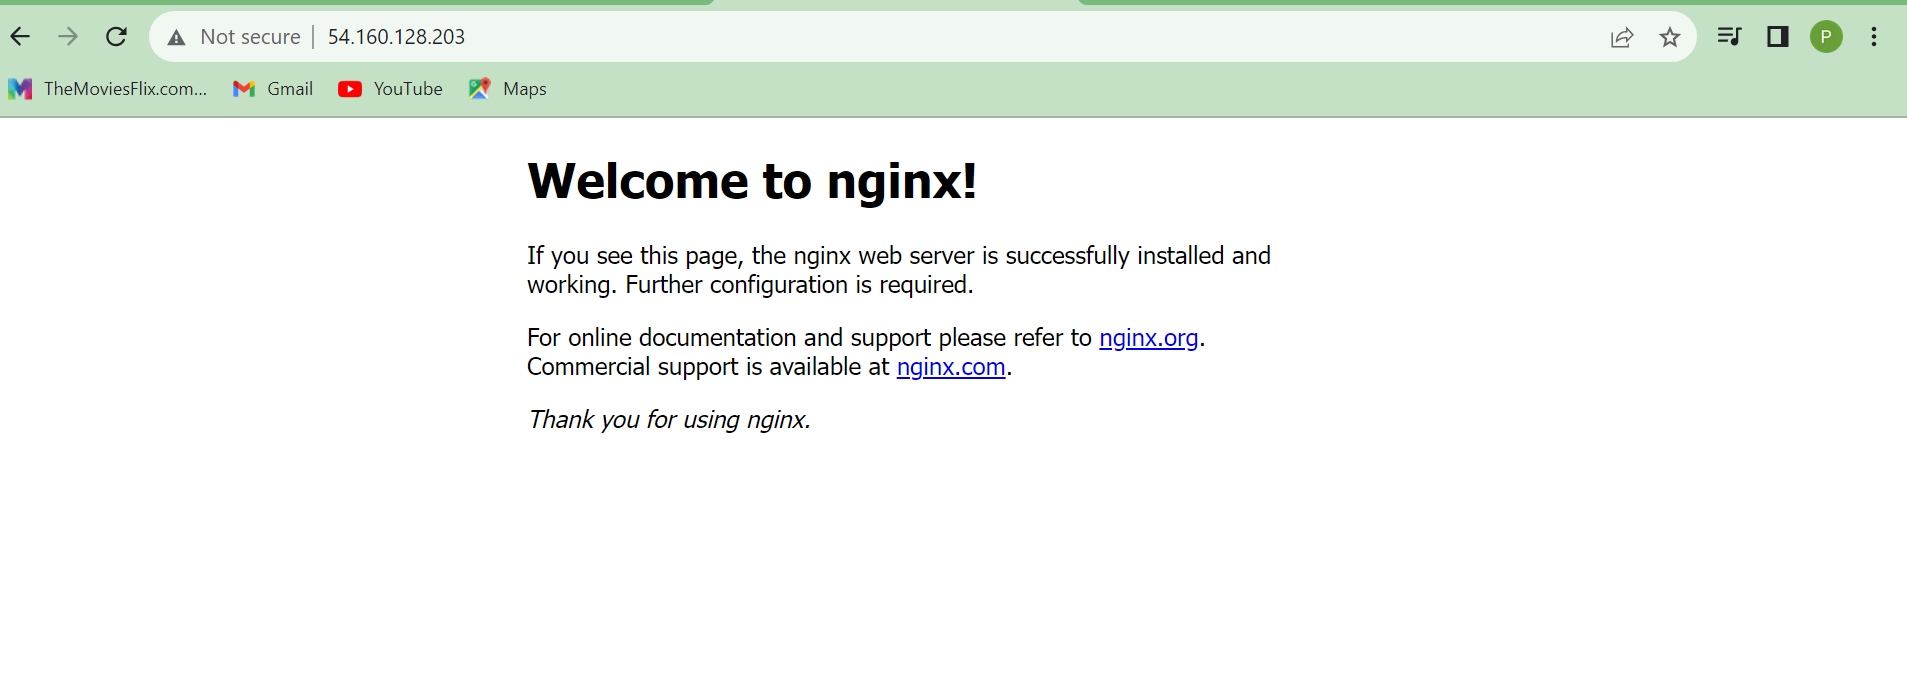 Not secure 54.160.128.203 P
TheMoviesFlix.com... Gmail YouTube Maps
Welcome to nginx!
If you see this page, the nginx web server is successfully installed and
working. Further configuration is required.
For online documentation and support please refer to nginx.org.
Commercial support is available at nginx.com.
Thank you for using nginx.